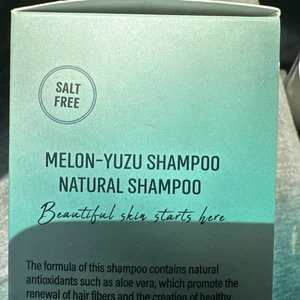 SALT
FREE
MELON-YUZU SHAMPOO
NATURAL SHAMPOO
Beautiful skin starts here
The formula of this shampoo contains natural
antioxidants such as aloe vera, which promote the
renewal of hair fibers and the creation of healthy